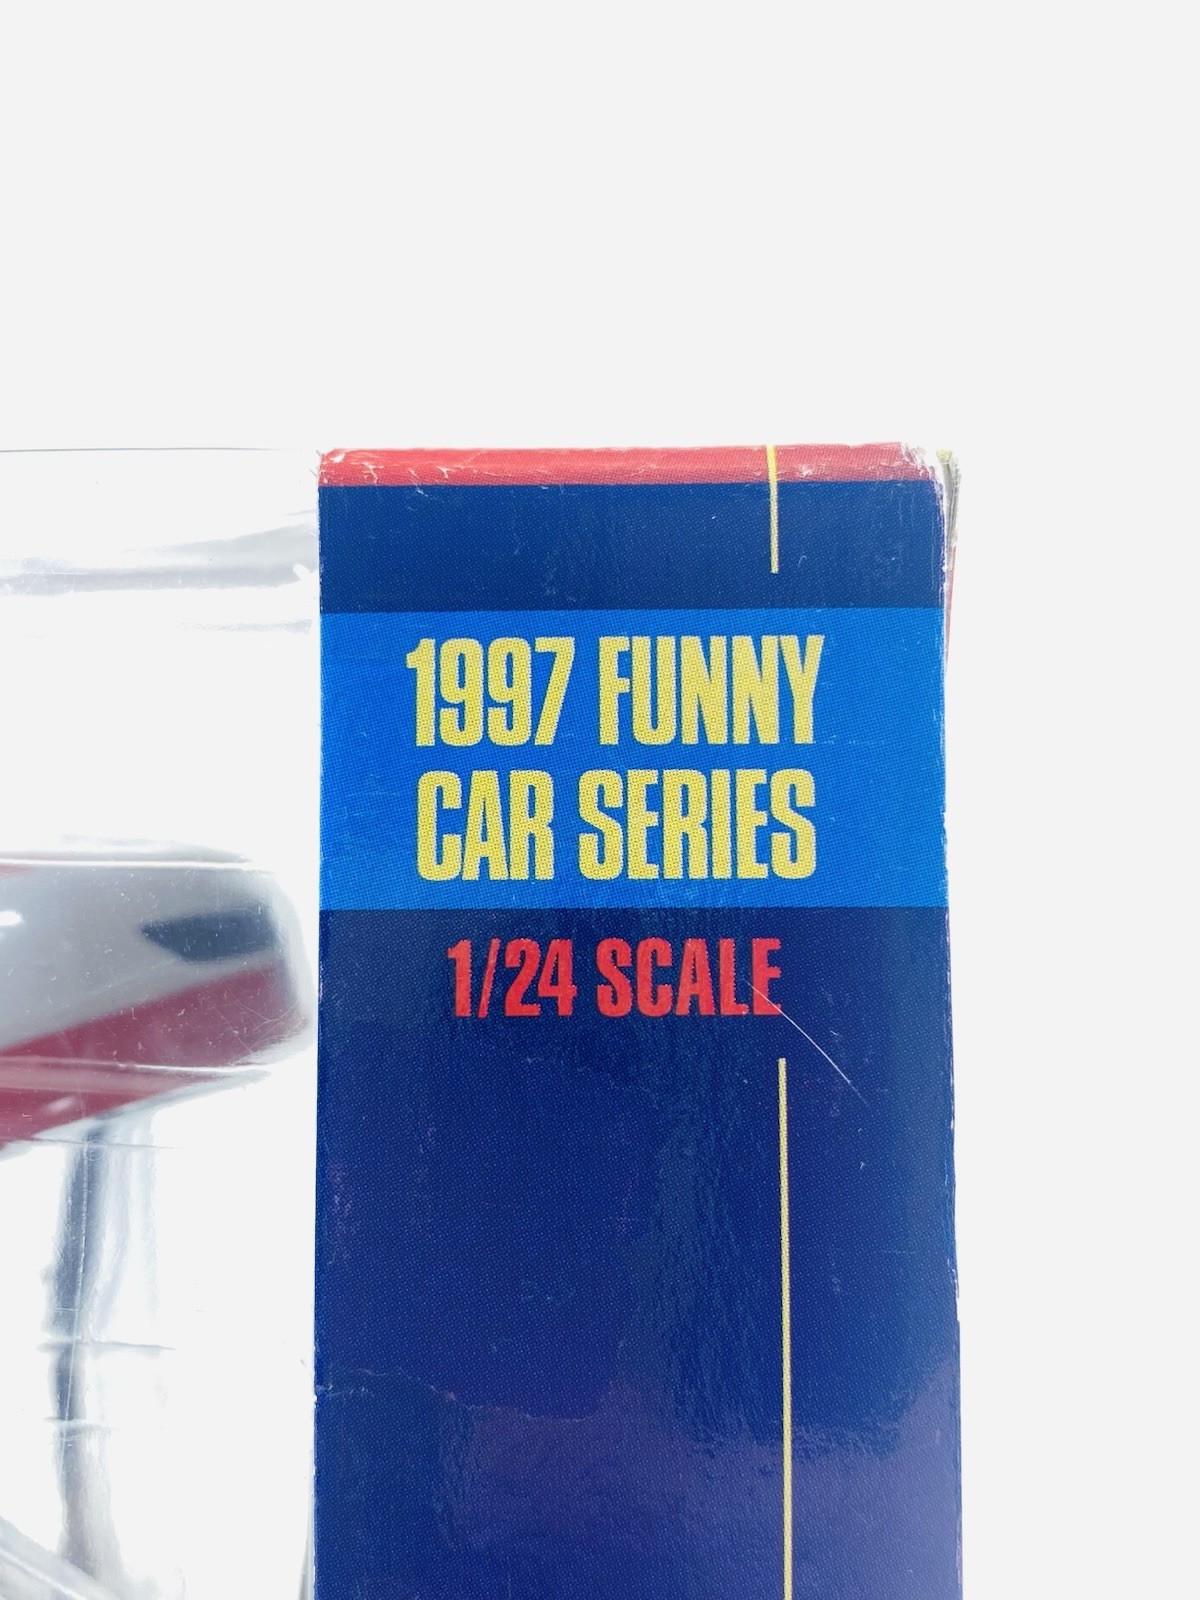 1997 FUNNY
CAR SERIES
1/24 SCALE